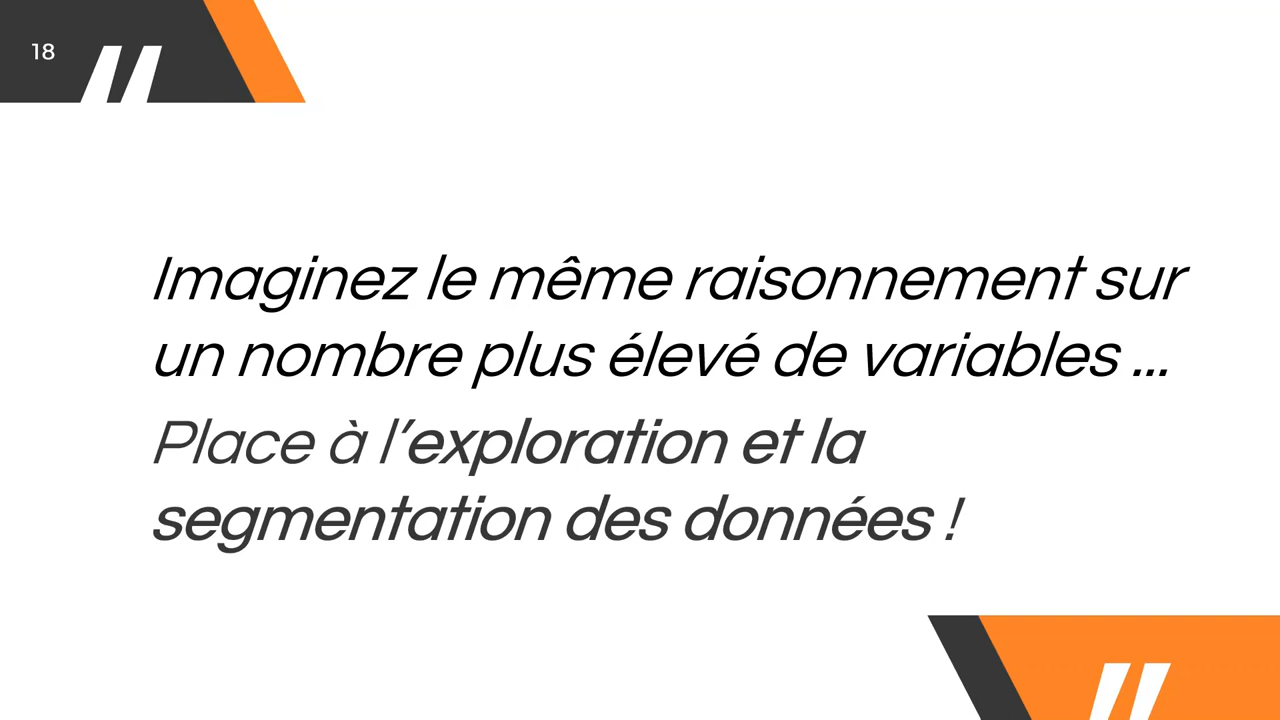 18
Imaginez le même raisonnement sur
un nombre plus élevé de variables ...
Place à l’exploration et la
segmentation des données !